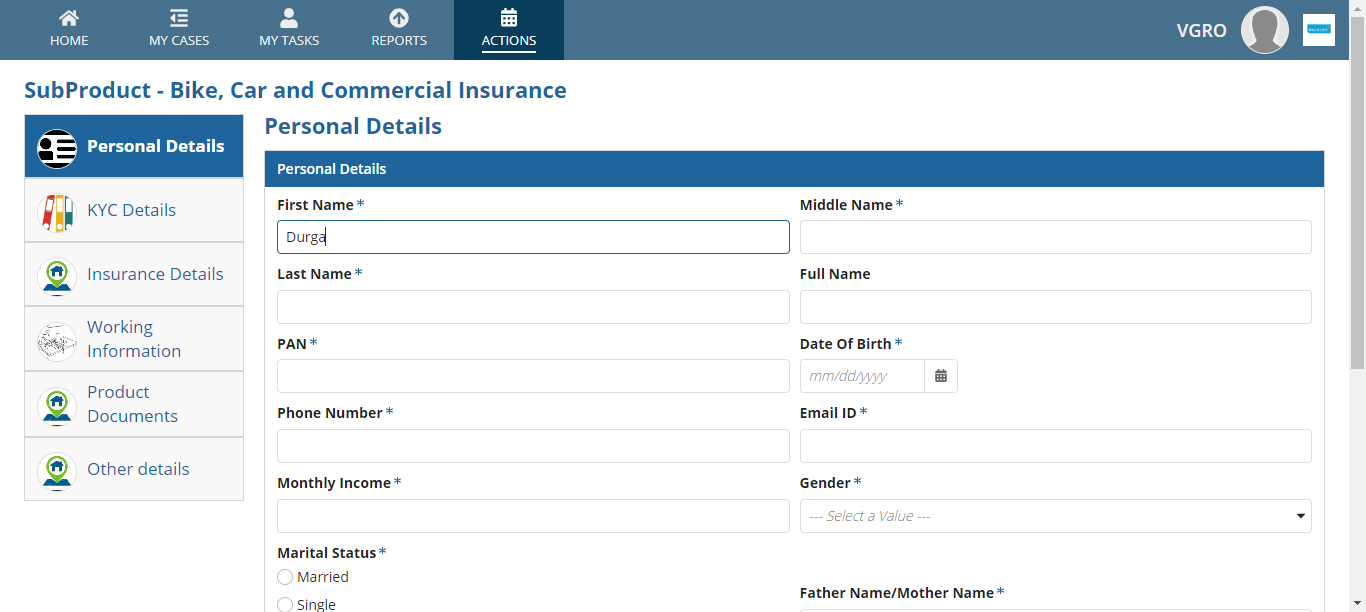 HOME
MY CASES
MY TASKS
REPORTS
ACTIONS
VGRO
SubProduct - Bike, Car and Commercial Insurance
Personal Details
KYC Details
Insurance Details
Working
Information
Product
Documents
Other details
Personal Details
Personal Details
First Name *
Middle Name *
Durga
Last Name *
Full Name
PAN *
Date Of Birth *
mm/dd/yyyy
Phone Number *
Email ID *
Monthly Income *
Gender *
--- Select a Value ---
Marital Status *
Married
Father Name/Mother Name *
Single